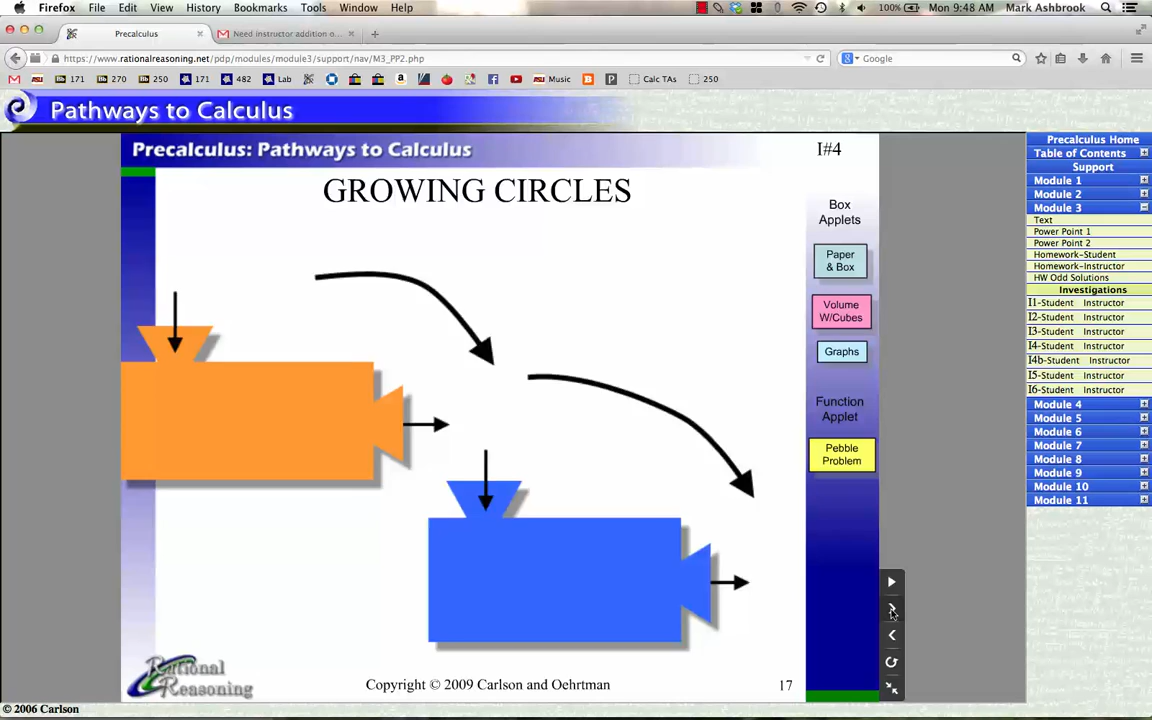 Firefox File Edit View History Bookmarks Tools Window Help 100% Mon 9:48 AM Mark Ashbrook
Precalculus Need instructor addition o...
https://www.rationalreasoning.net/pdp/modules/module3/support/nav/M3_PP2.php Google
171 270 250 171 482 Lab Music Calc TAs 250
Pathways to Calculus
Precalculus: Pathways to Calculus I#4
GROWING CIRCLES
Box
Applets
Paper
& Box
Volume
W/Cubes
Graphs
Function
Applet
Pebble
Problem
Rational
Reasoning
Copyright © 2009 Carlson and Oehrtman 17
Precalculus Home
Table of Contents
Support
Module 1
Module 2
Module 3
Text
Power Point 1
Power Point 2
Homework-Student
Homework-Instructor
HW Odd Solutions
Investigations
I1-Student Instructor
I2-Student Instructor
I3-Student Instructor
I4-Student Instructor
I4b-Student Instructor
I5-Student Instructor
I6-Student Instructor
Module 4
Module 5
Module 6
Module 7
Module 8
Module 9
Module 10
Module 11
© 2006 Carlson